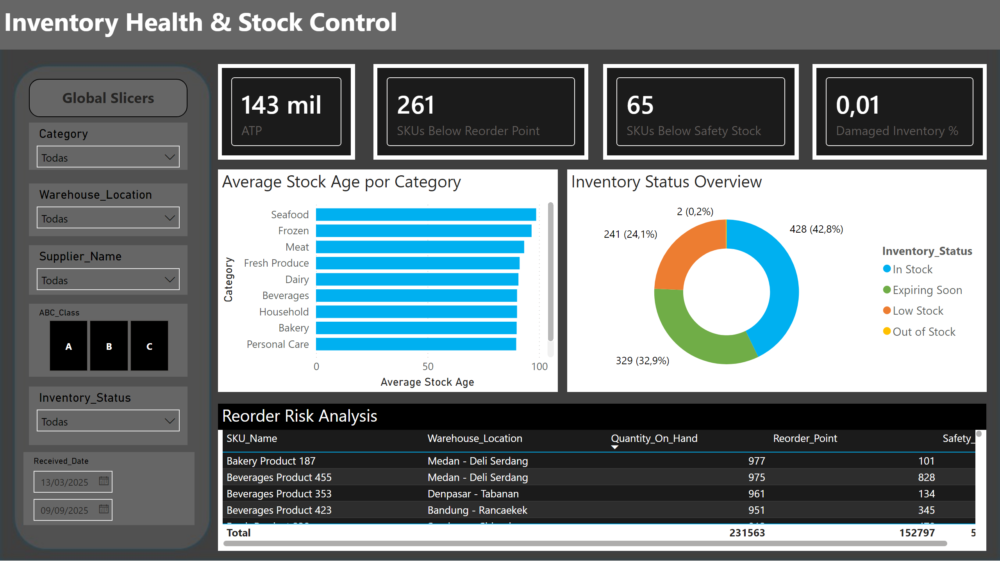 Inventory Health & Stock Control
Global Slicers
Category
Todas
Warehouse_Location
Todas
Supplier_Name
Todas
ABC_Class
A B C
Inventory_Status
Todas
Received_Date
13/03/2025
09/09/2025
143 mil
ATP
261
SKUs Below Reorder Point
65
SKUs Below Safety Stock
0,01
Damaged Inventory %
Average Stock Age por Category
Category
Seafood
Frozen
Meat
Fresh Produce
Dairy
Beverages
Household
Bakery
Personal Care
0 50 100
Average Stock Age
Inventory Status Overview
2 (0,2%)
241 (24,1%)
428 (42,8%)
329 (32,9%)
Inventory_Status
In Stock
Expiring Soon
Low Stock
Out of Stock
Reorder Risk Analysis
SKU_Name Warehouse_Location Quantity_On_Hand Reorder_Point Safety_
Bakery Product 187 Medan - Deli Serdang 977 101
Beverages Product 455 Medan - Deli Serdang 975 828
Beverages Product 353 Denpasar - Tabanan 961 134
Beverages Product 423 Bandung - Rancaekek 951 345
Total 231563 152797 5